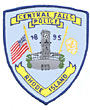 CENTRAL FALLS
POLICE
18 95
RHODE ISLAND